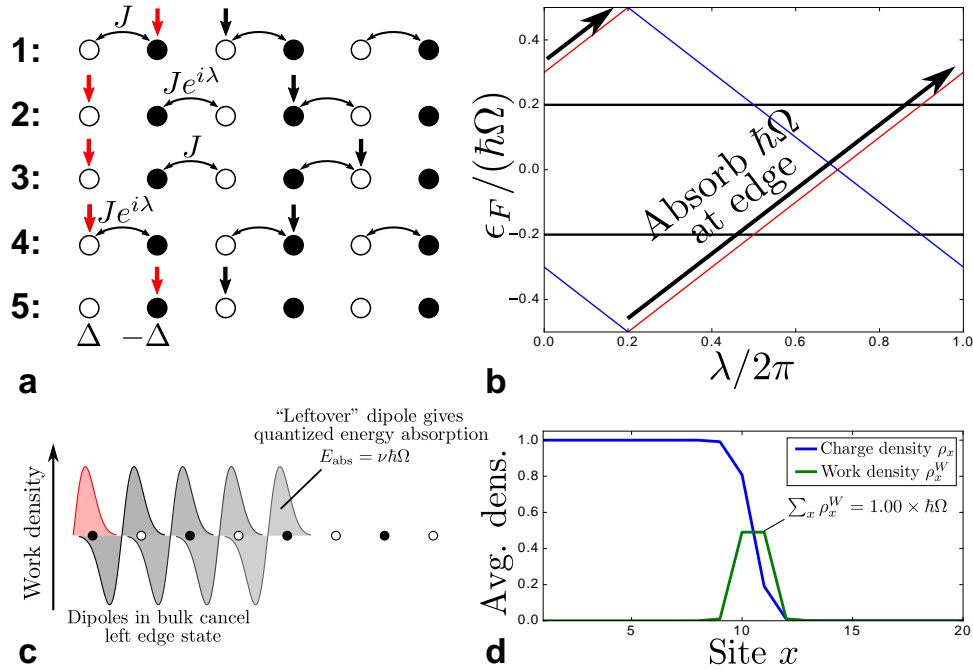 1:
J
2:
Je^{iλ}
3:
J
4:
Je^{iλ}
5:
Δ −Δ
a
ϵ_F/(ℏΩ)
0.4
0.2
0.0
−0.2
−0.4
Absorb ℏΩ
at edge
0.0 0.2 0.4 0.6 0.8 1.0
λ/2π
b
Work density
“Leftover” dipole gives
quantized energy absorption
E_abs = νℏΩ
Dipoles in bulk cancel
left edge state
c
Avg. dens.
1.0
0.8
0.6
0.4
0.2
0.0
Charge density ρ_x
Work density ρ_x^W
∑_x ρ_x^W = 1.00 × ℏΩ
5 10 15 20
Site x
d